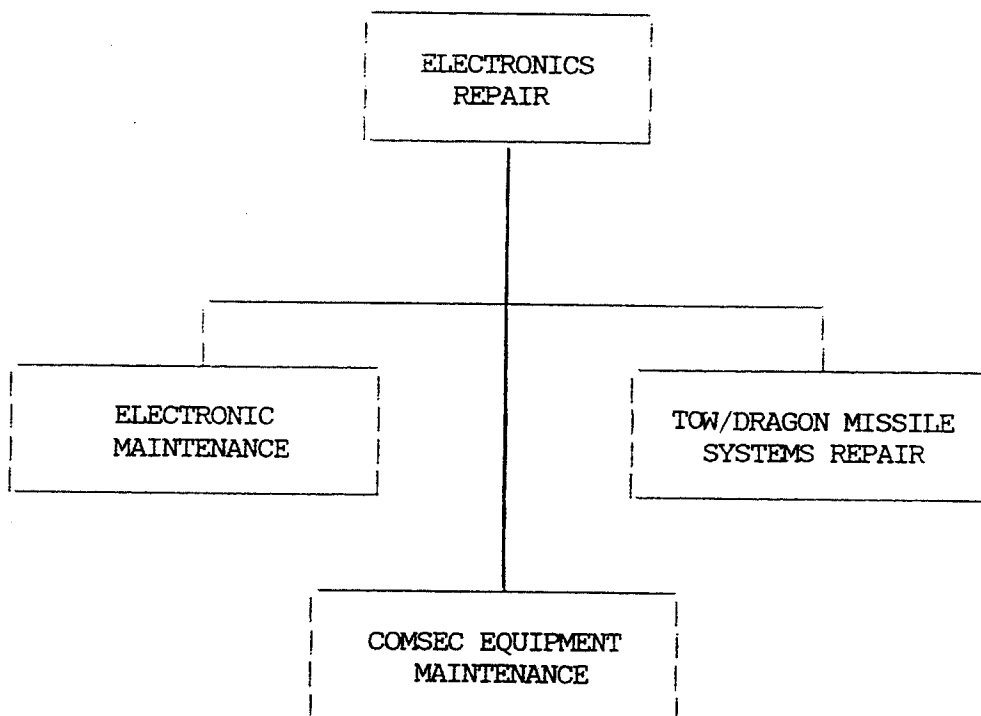 ELECTRONICS
REPAIR
ELECTRONIC
MAINTENANCE
TOW/DRAGON MISSILE
SYSTEMS REPAIR
COMSEC EQUIPMENT
MAINTENANCE